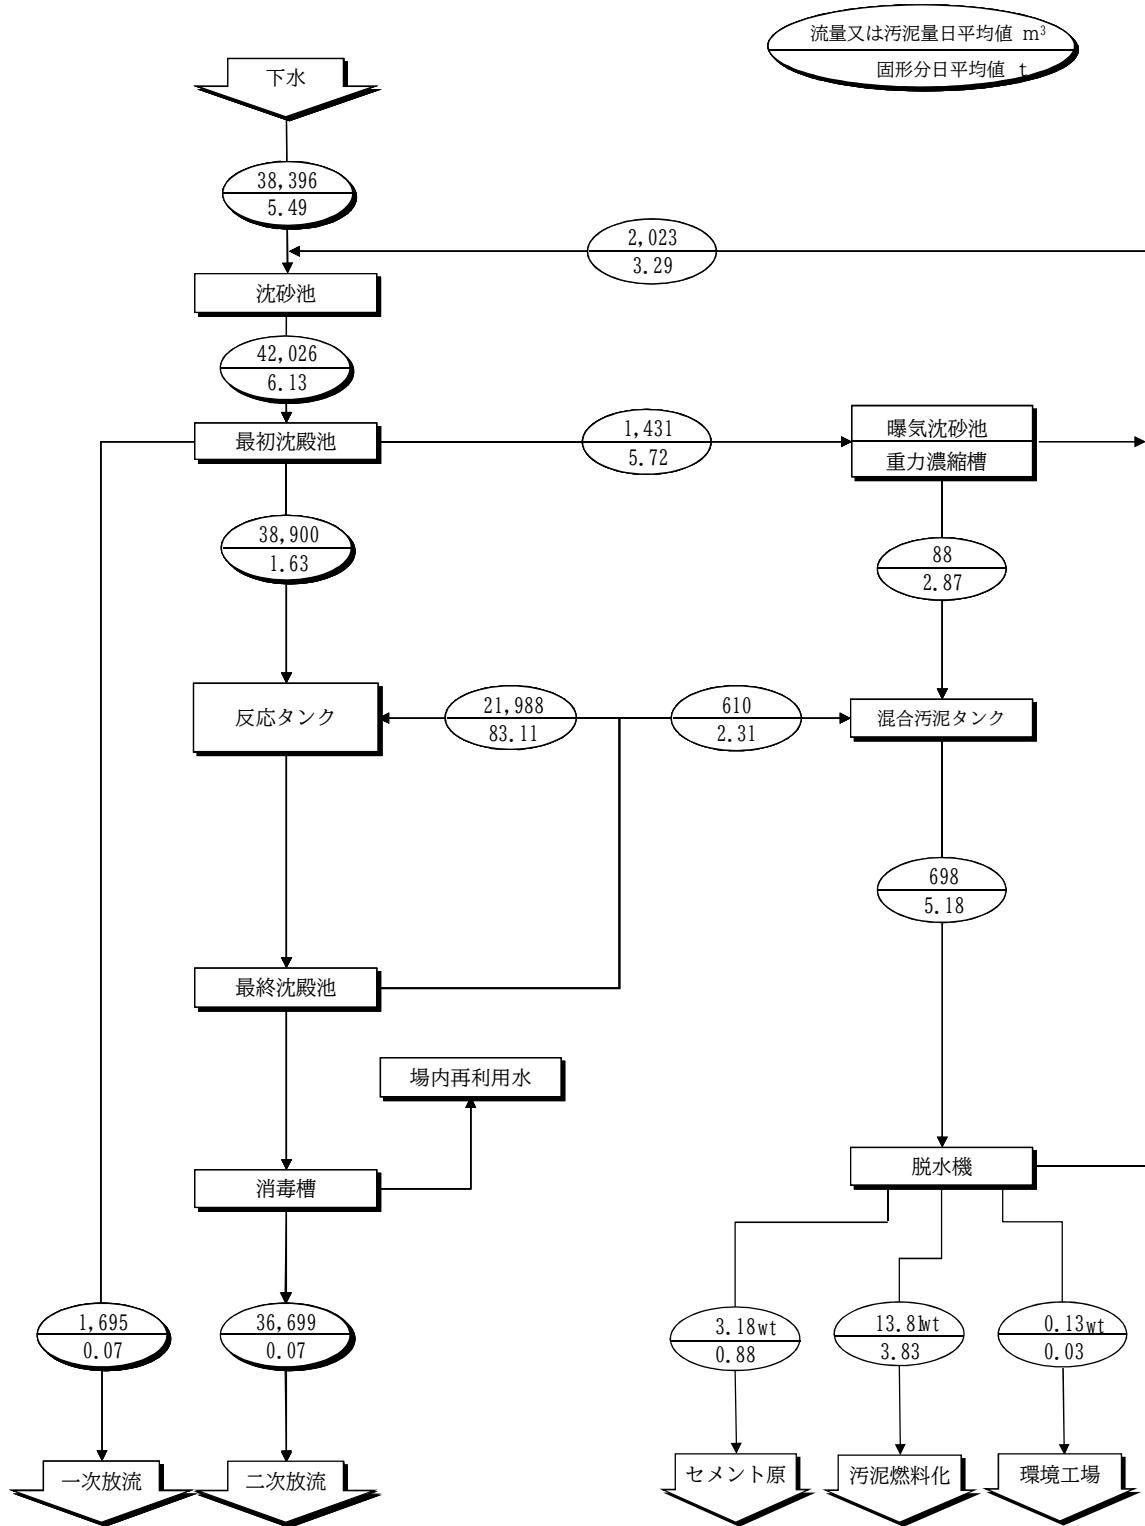 流量又は汚泥量日平均値 m³
固形分日平均値 t
下水
38,396
5.49
2,023
3.29
沈砂池
42,026
6.13
最初沈殿池
1,431
5.72
曝気沈砂池
重力濃縮槽
38,900
1.63
88
2.87
反応タンク
21,988
83.11
610
2.31
混合汚泥タンク
698
5.18
最終沈殿池
場内再利用水
消毒槽
脱水機
1,695
0.07
36,699
0.07
3.18wt
0.88
13.81wt
3.83
0.13wt
0.03
一次放流
二次放流
セメント原
汚泥燃料化
環境工場